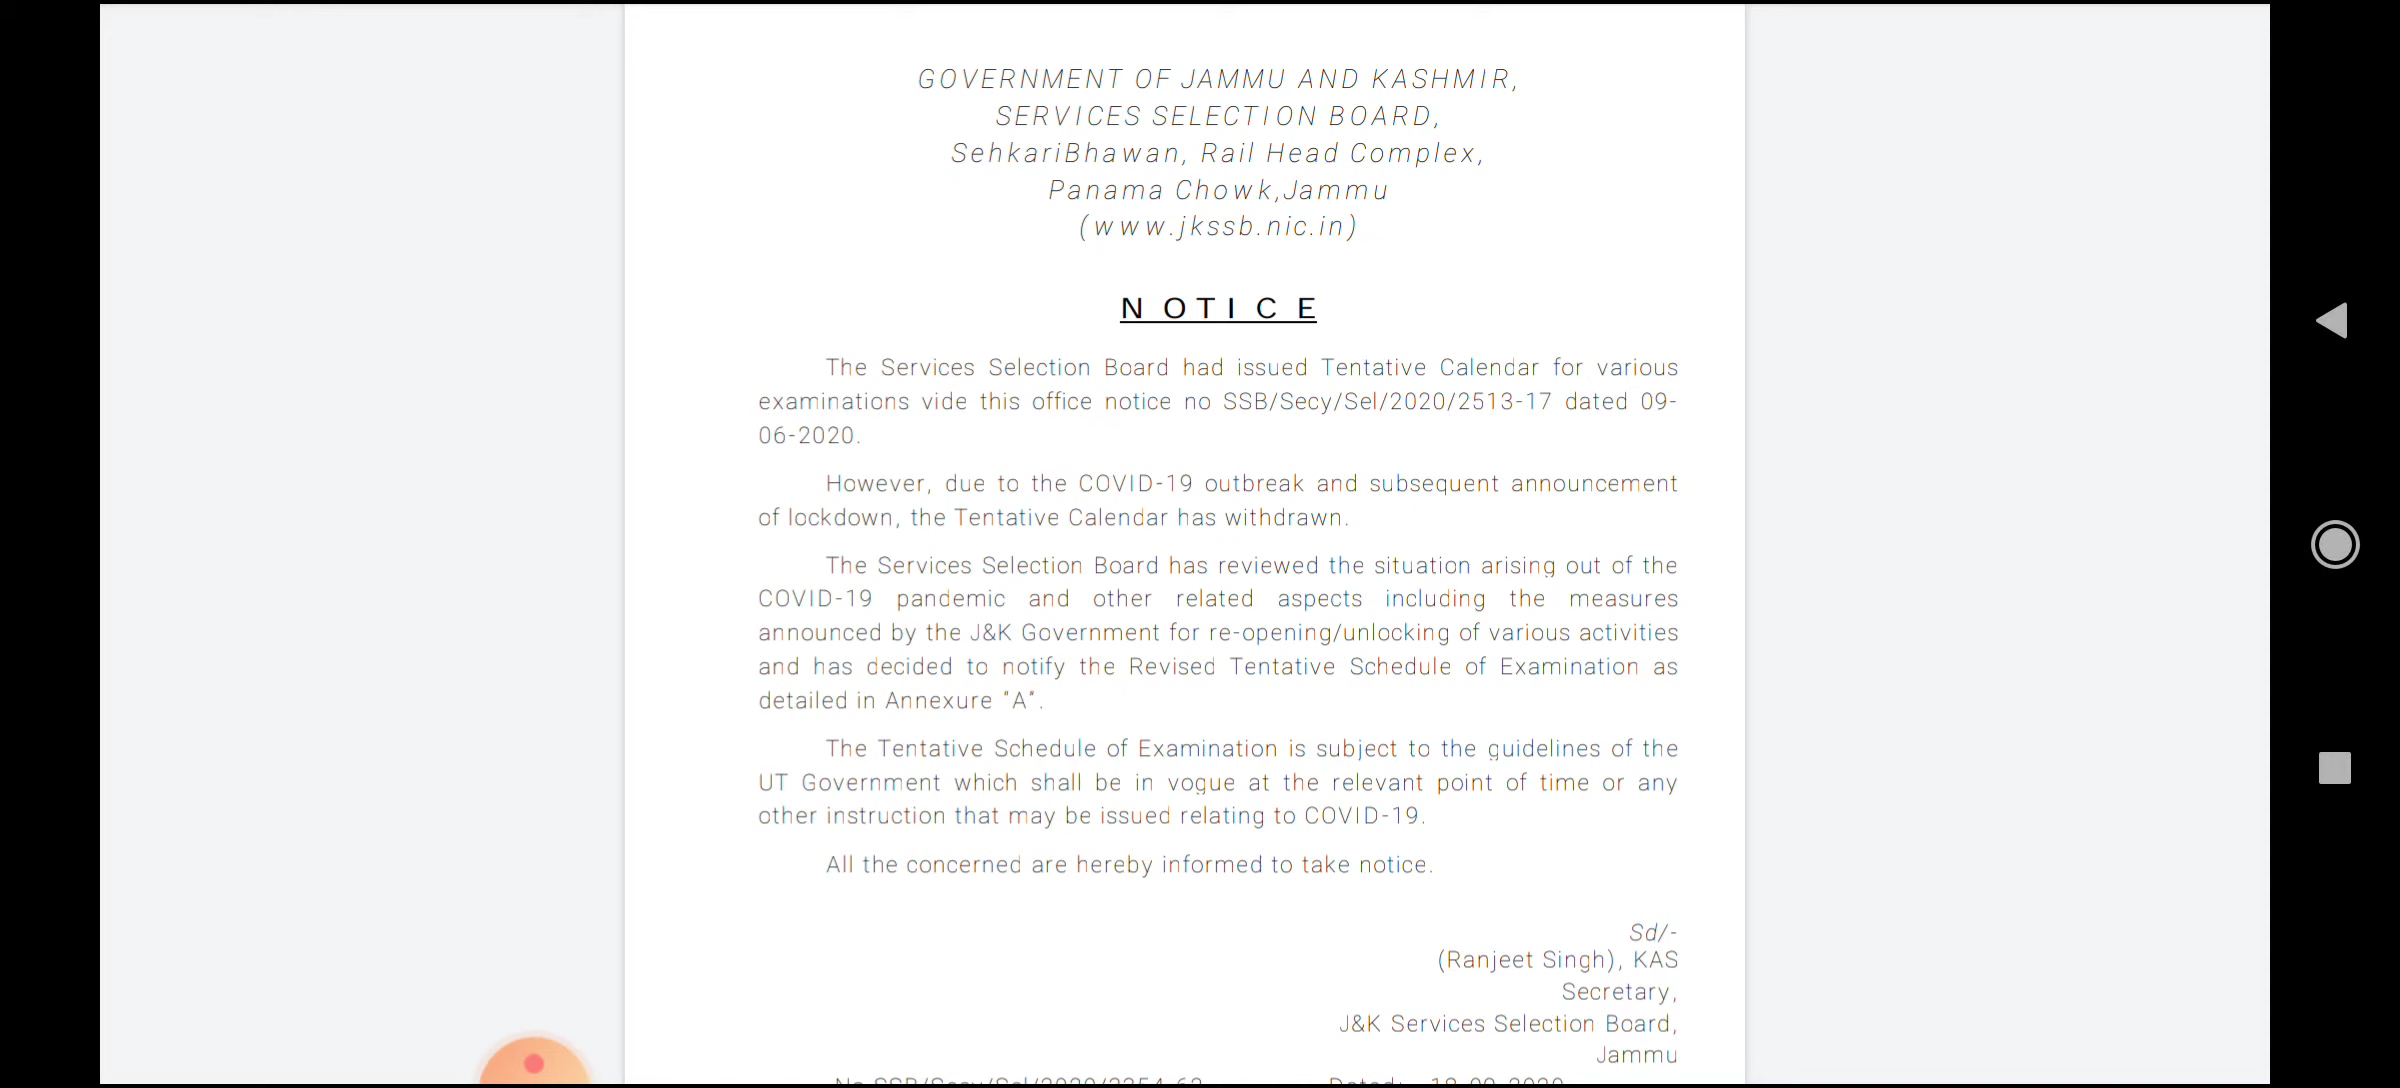 GOVERNMENT OF JAMMU AND KASHMIR,
SERVICES SELECTION BOARD,
SehkariBhawan, Rail Head Complex,
Panama Chowk,Jammu
(www.jkssb.nic.in)
N O T I C E
The Services Selection Board had issued Tentative Calendar for various
examinations vide this office notice no SSB/Secy/Sel/2020/2513-17 dated 09-
06-2020.
However, due to the COVID-19 outbreak and subsequent announcement
of lockdown, the Tentative Calendar has withdrawn.
The Services Selection Board has reviewed the situation arising out of the
COVID-19 pandemic and other related aspects including the measures
announced by the J&K Government for re-opening/unlocking of various activities
and has decided to notify the Revised Tentative Schedule of Examination as
detailed in Annexure "A".
The Tentative Schedule of Examination is subject to the guidelines of the
UT Government which shall be in vogue at the relevant point of time or any
other instruction that may be issued relating to COVID-19.
All the concerned are hereby informed to take notice.
Sd/-
(Ranjeet Singh), KAS
Secretary,
J&K Services Selection Board,
Jammu